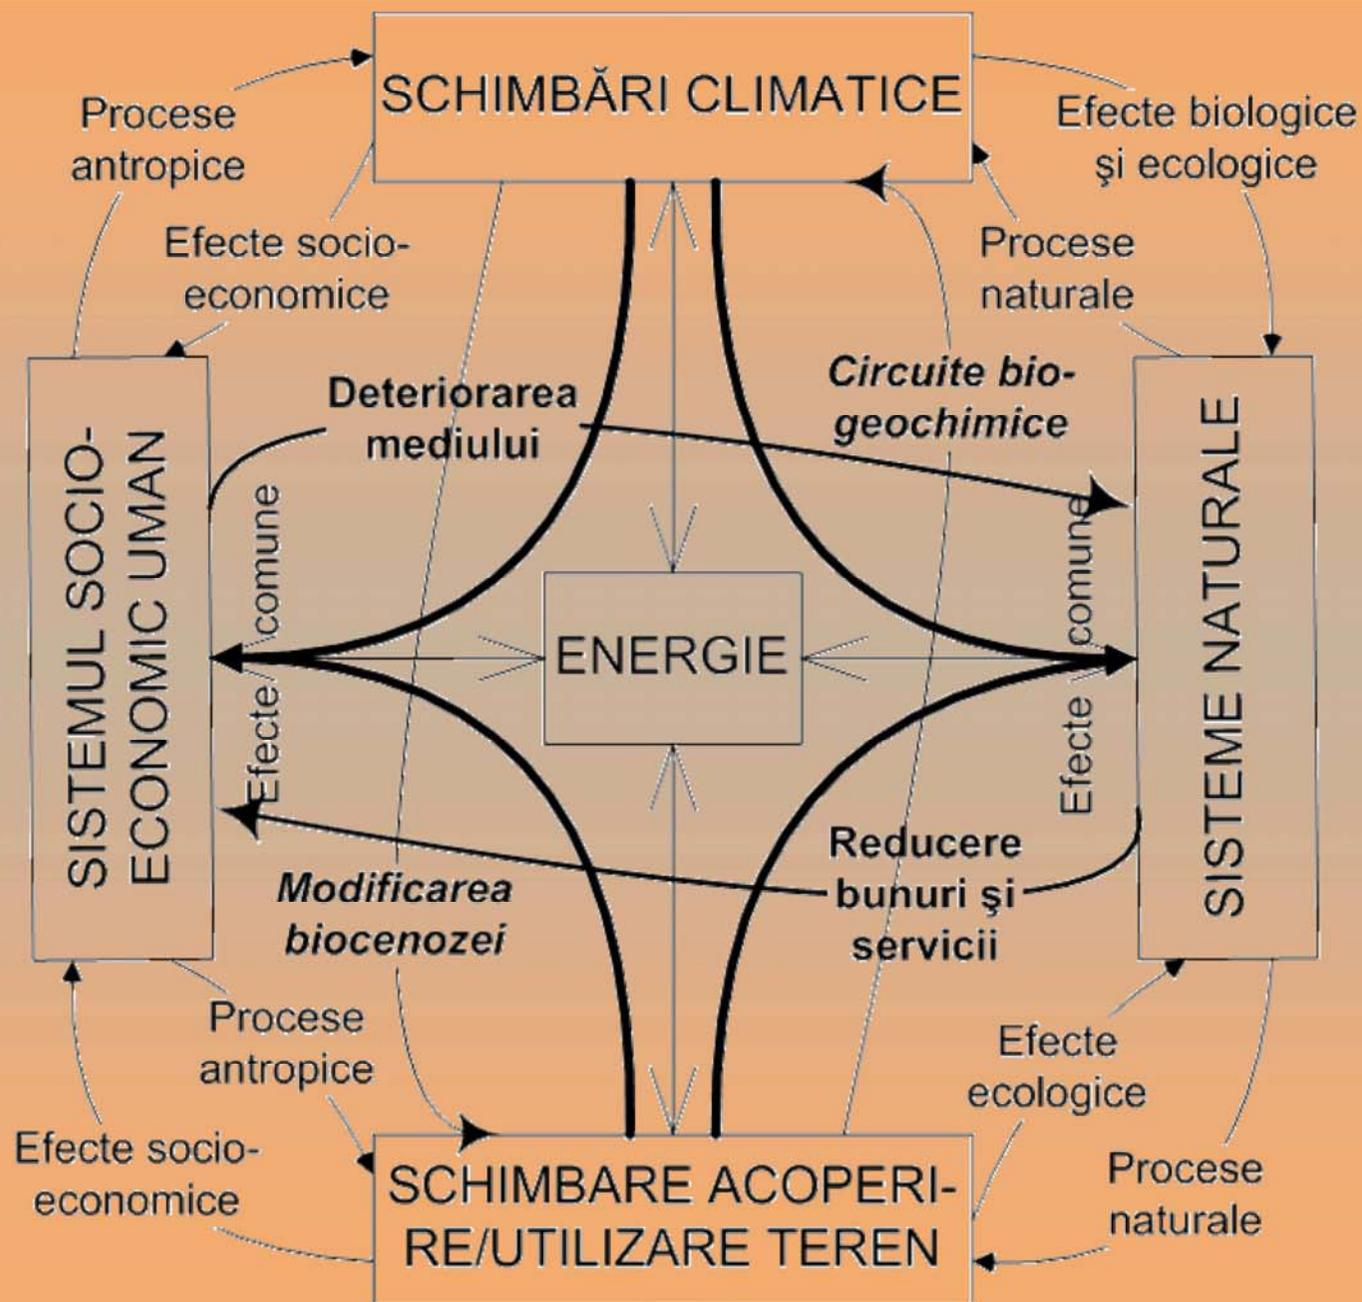 SCHIMBĂRI CLIMATICE
Procese
antropice
Efecte biologice
şi ecologice
Efecte socio-
economice
Procese
naturale
Deteriorarea
mediului
Circuite bio-
geochimice
SISTEMUL SOCIO-
ECONOMIC UMAN
Efecte comune
ENERGIE
Efecte comune
SISTEME NATURALE
Modificarea
biocenozei
Reducere
bunuri şi
servicii
Procese
antropice
Efecte
ecologice
Efecte socio-
economice
Procese
naturale
SCHIMBARE ACOPERI-
RE/UTILIZARE TEREN